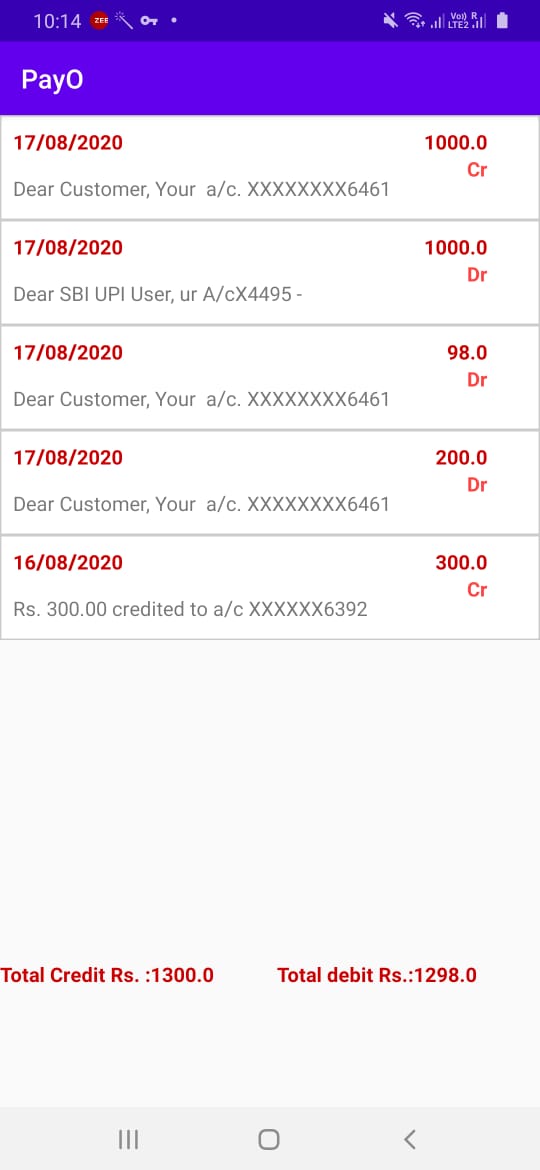 10:14 ZEE Vo)) R
LTE2
PayO
17/08/2020 1000.0
Cr
Dear Customer, Your  a/c. XXXXXXXX6461
17/08/2020 1000.0
Dr
Dear SBI UPI User, ur A/cX4495 -
17/08/2020 98.0
Dr
Dear Customer, Your  a/c. XXXXXXXX6461
17/08/2020 200.0
Dr
Dear Customer, Your  a/c. XXXXXXXX6461
16/08/2020 300.0
Cr
Rs. 300.00 credited to a/c XXXXXX6392
Total Credit Rs. :1300.0 Total debit Rs.:1298.0